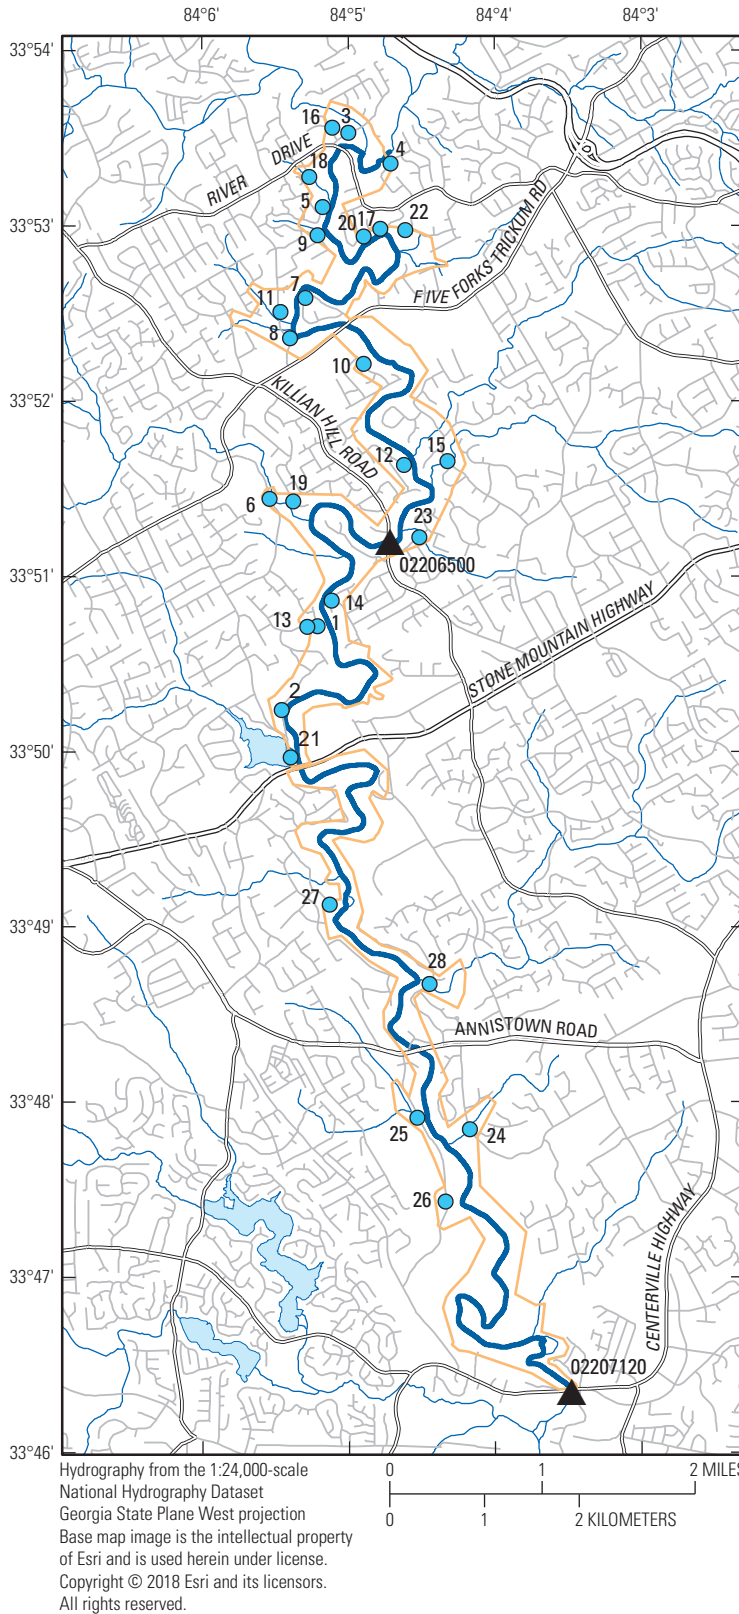 84°6' 84°5' 84°4' 84°3'
33°54'
16 3
4
RIVER DRIVE
18
5
33°53'
9 20 17 22
FIVE FORKS TRICKUM RD
7
11
8
10
33°52'
KILLIAN HILL ROAD
12 15
6 19
23
02206500
33°51'
14
13 1
STONE MOUNTAIN HIGHWAY
2
33°50'
21
27
33°49'
28
ANNISTOWN ROAD
33°48'
25 24
26
CENTERVILLE HIGHWAY
33°47'
02207120
33°46'
Hydrography from the 1:24,000-scale
National Hydrography Dataset
Georgia State Plane West projection
Base map image is the intellectual property
of Esri and is used herein under license.
Copyright © 2018 Esri and its licensors.
All rights reserved.
0 1 2 MILES
0 1 2 KILOMETERS